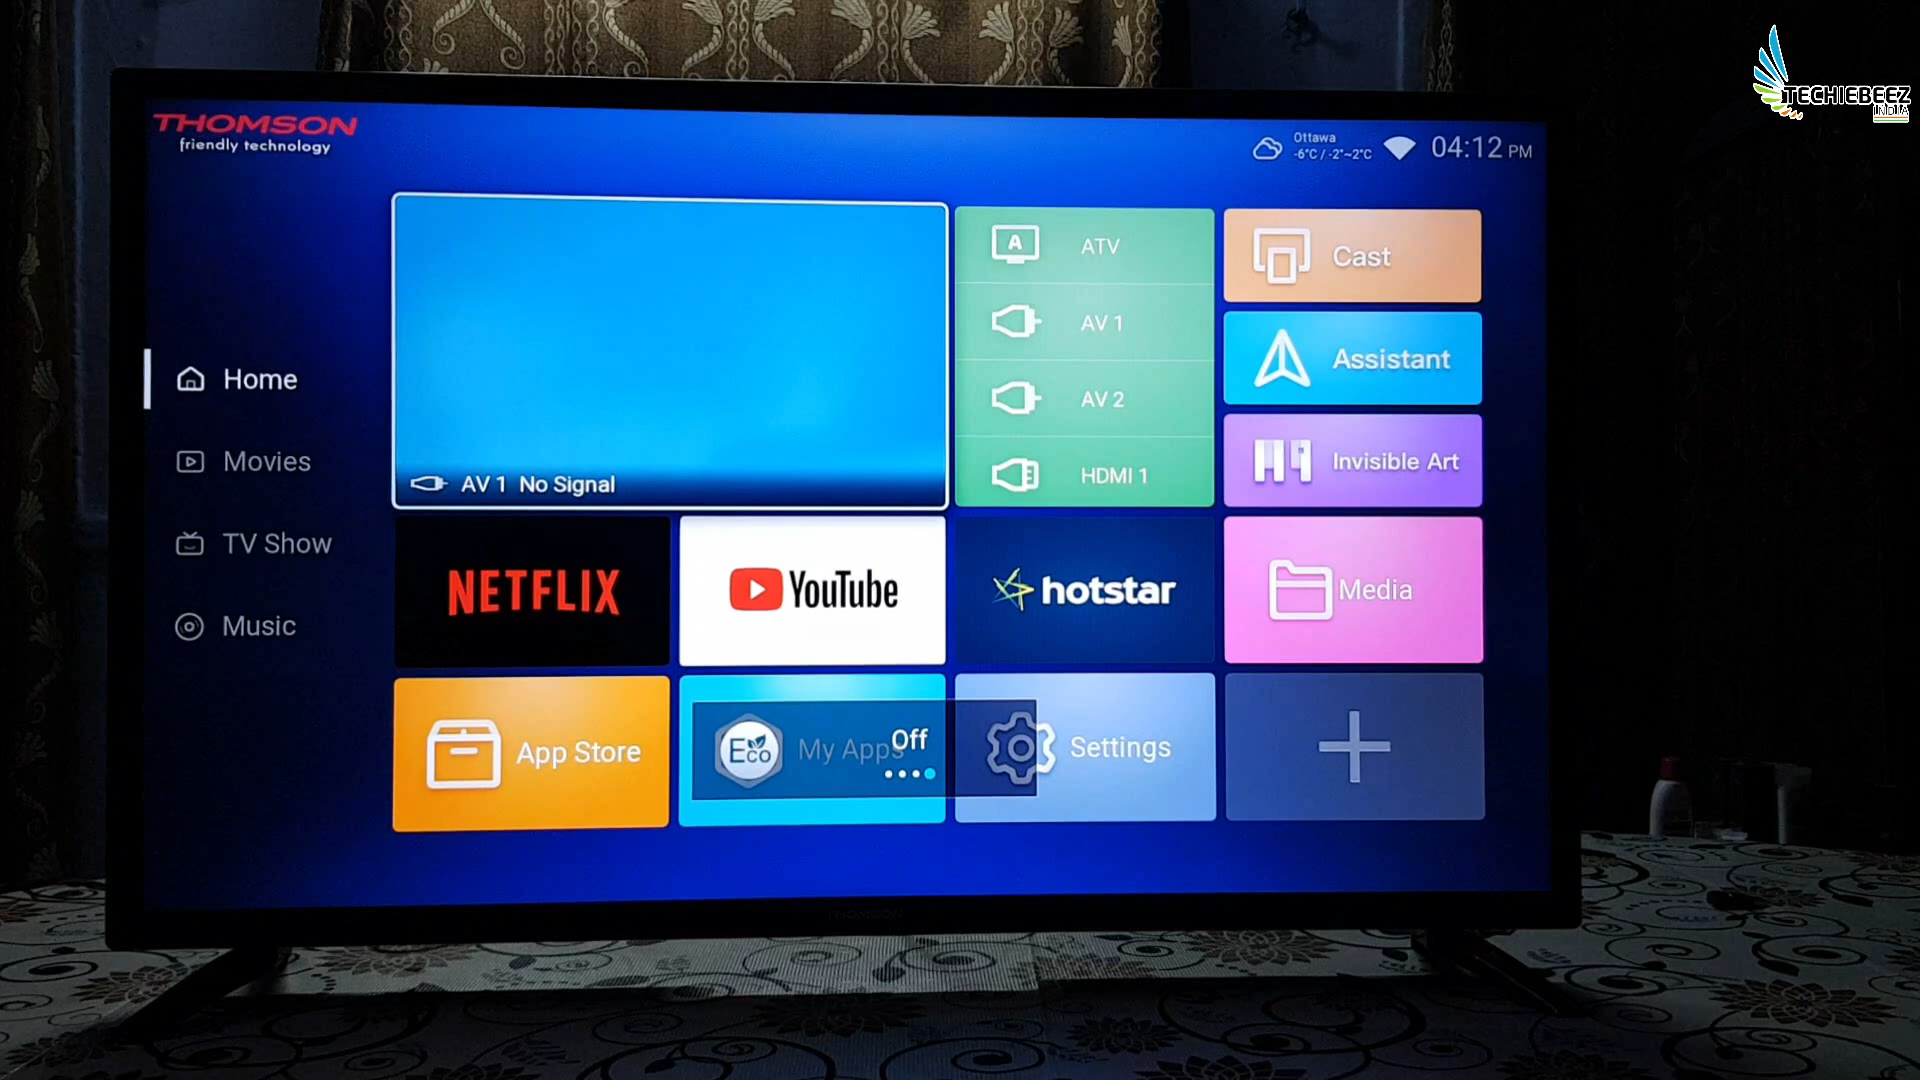 TECHIEBEEZ
INDIA
THOMSON
friendly technology
Ottawa
-6°C / -2°~2°C
04:12 PM
Home
Movies
TV Show
Music
AV 1 No Signal
A
ATV
AV 1
AV 2
HDMI 1
Cast
Assistant
Invisible Art
NETFLIX
YouTube
hotstar
Media
App Store
Eco
My Apps
Off
Settings
THOMSON